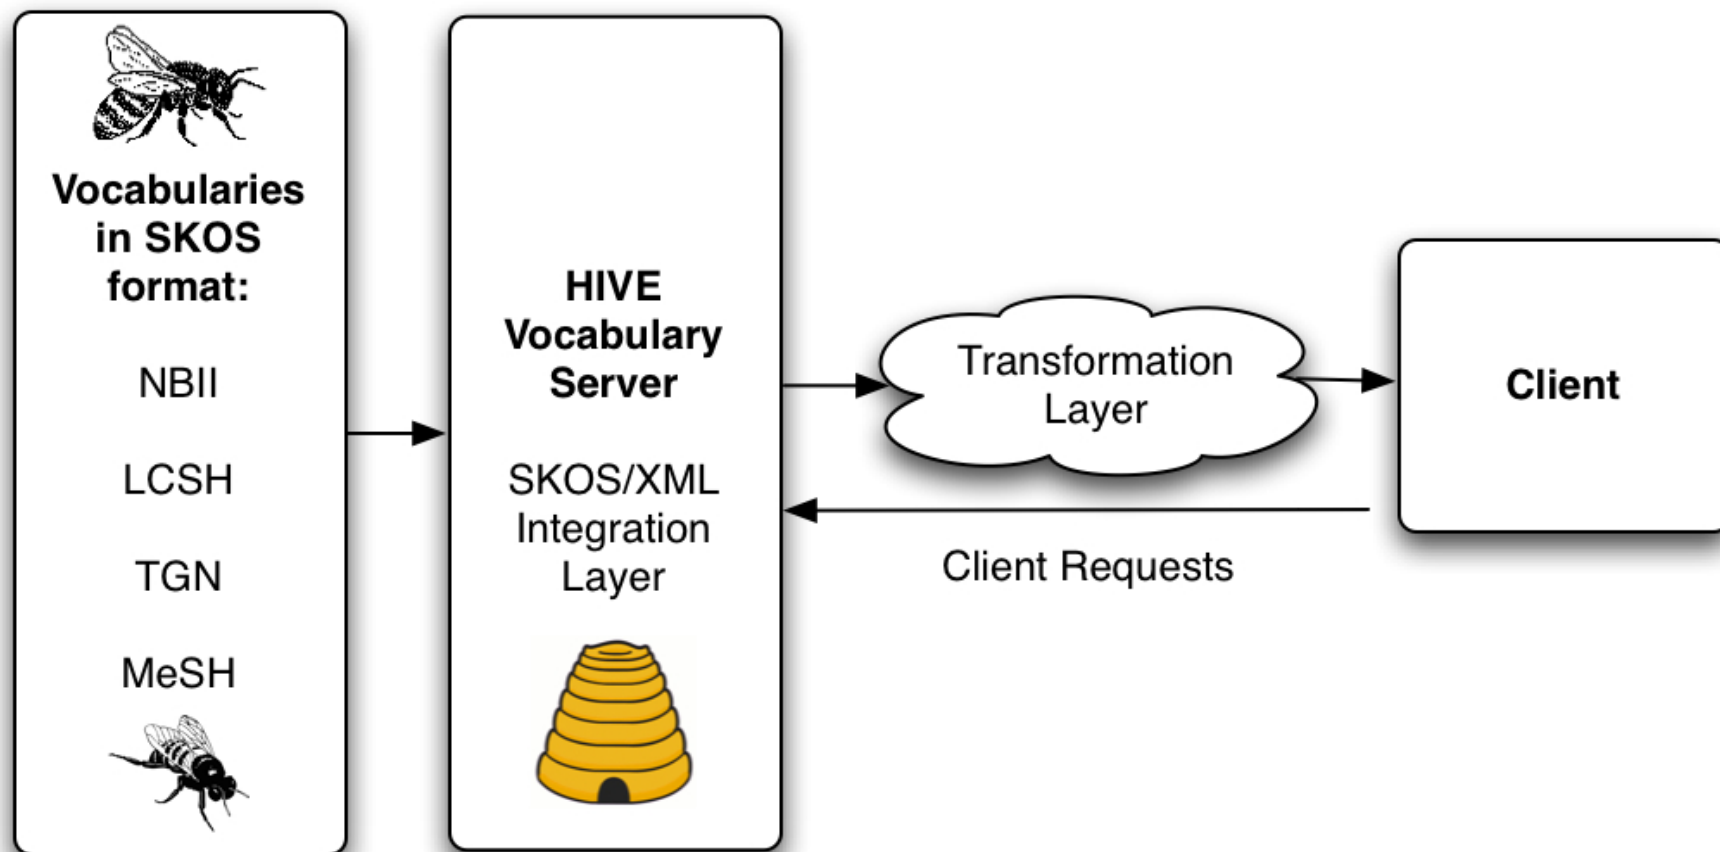 Vocabularies
in SKOS
format:
NBII
LCSH
TGN
MeSH
HIVE
Vocabulary
Server
SKOS/XML
Integration
Layer
Transformation
Layer
Client Requests
Client